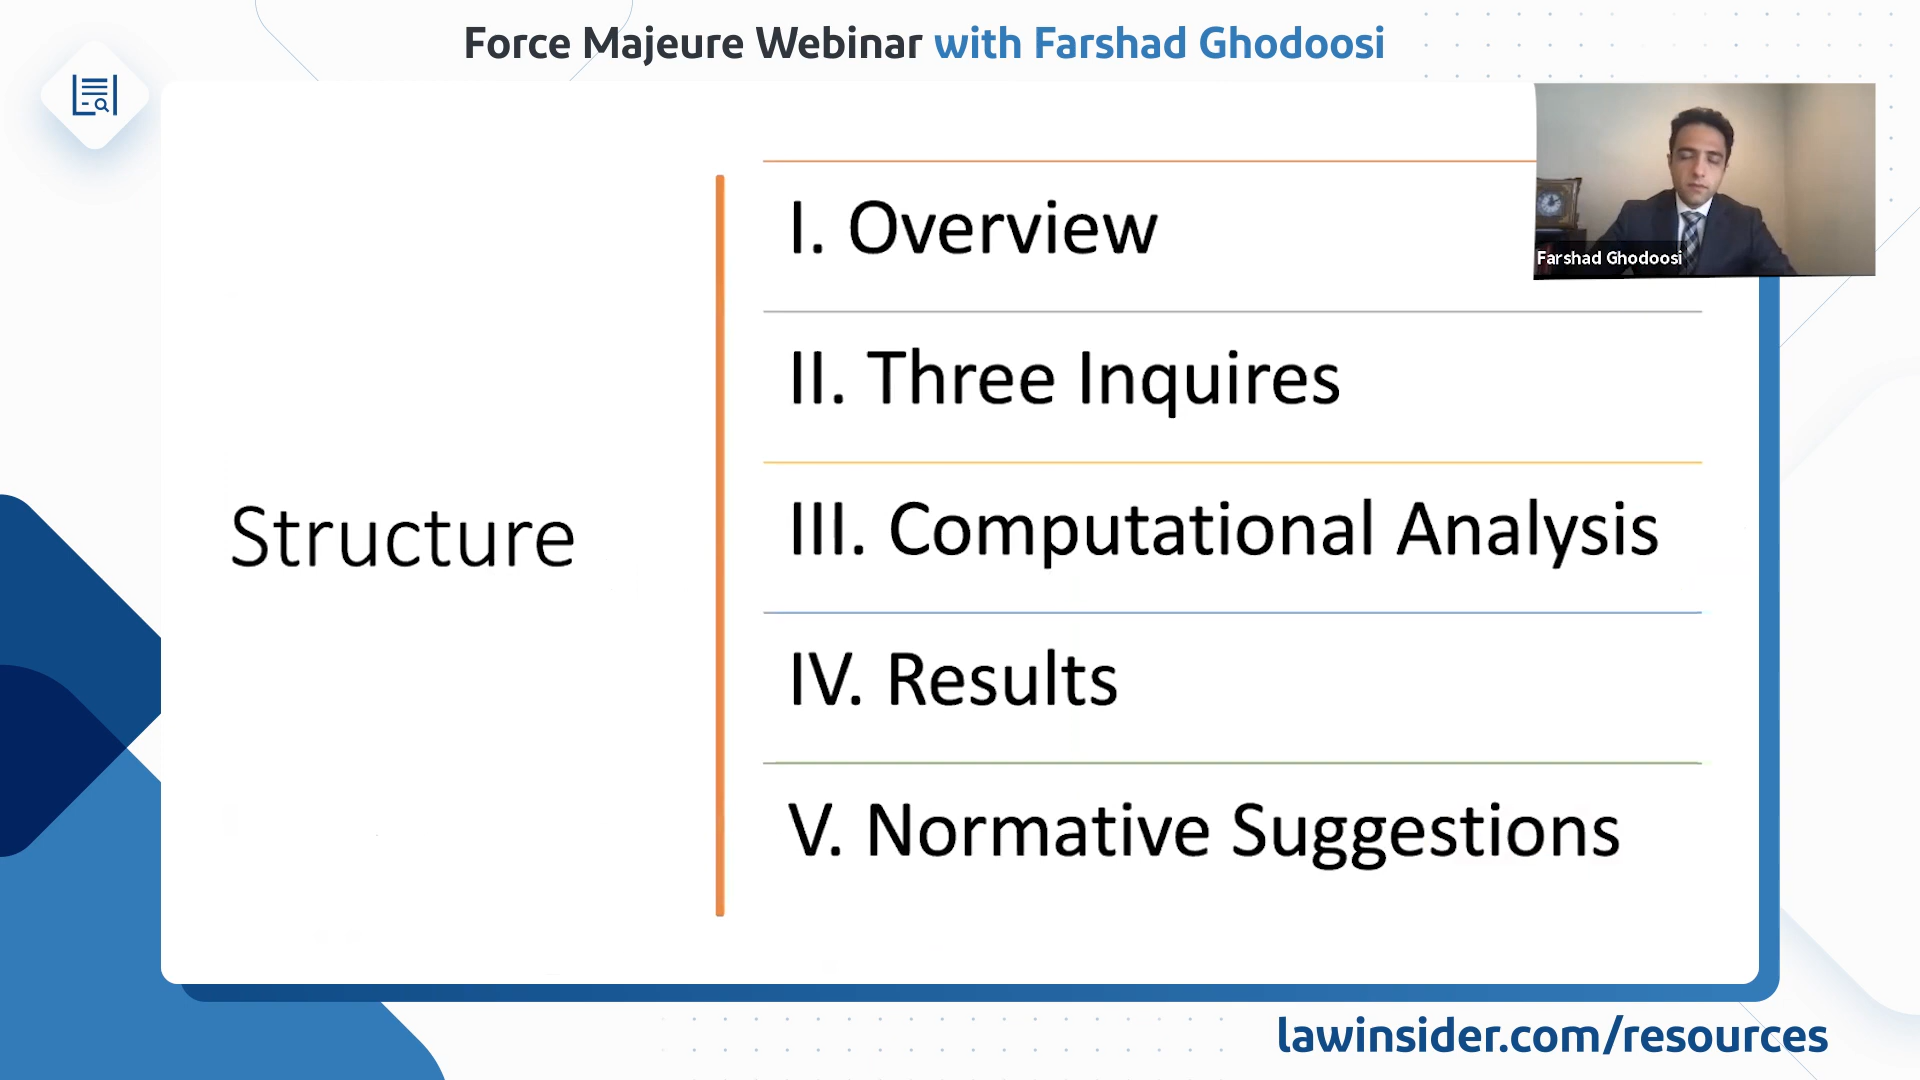 Force Majeure Webinar with Farshad Ghodoosi
Farshad Ghodoosi
Structure
I. Overview
II. Three Inquires
III. Computational Analysis
IV. Results
V. Normative Suggestions
lawinsider.com/resources